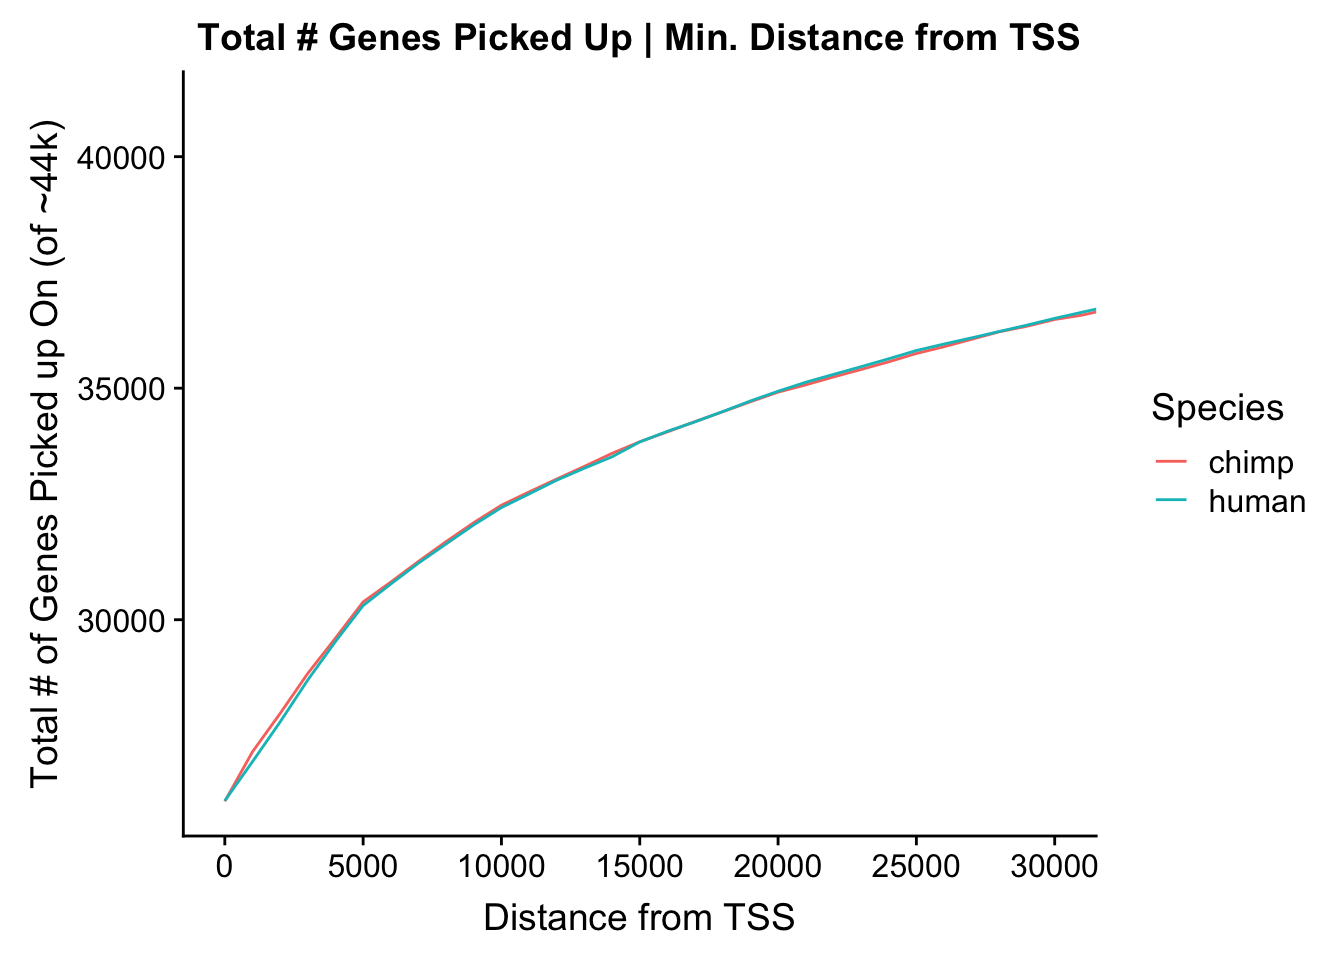 Total # Genes Picked Up | Min. Distance from TSS
Total # of Genes Picked up On (of ~44k)
40000
35000
30000
0 5000 10000 15000 20000 25000 30000
Distance from TSS
Species
chimp
human